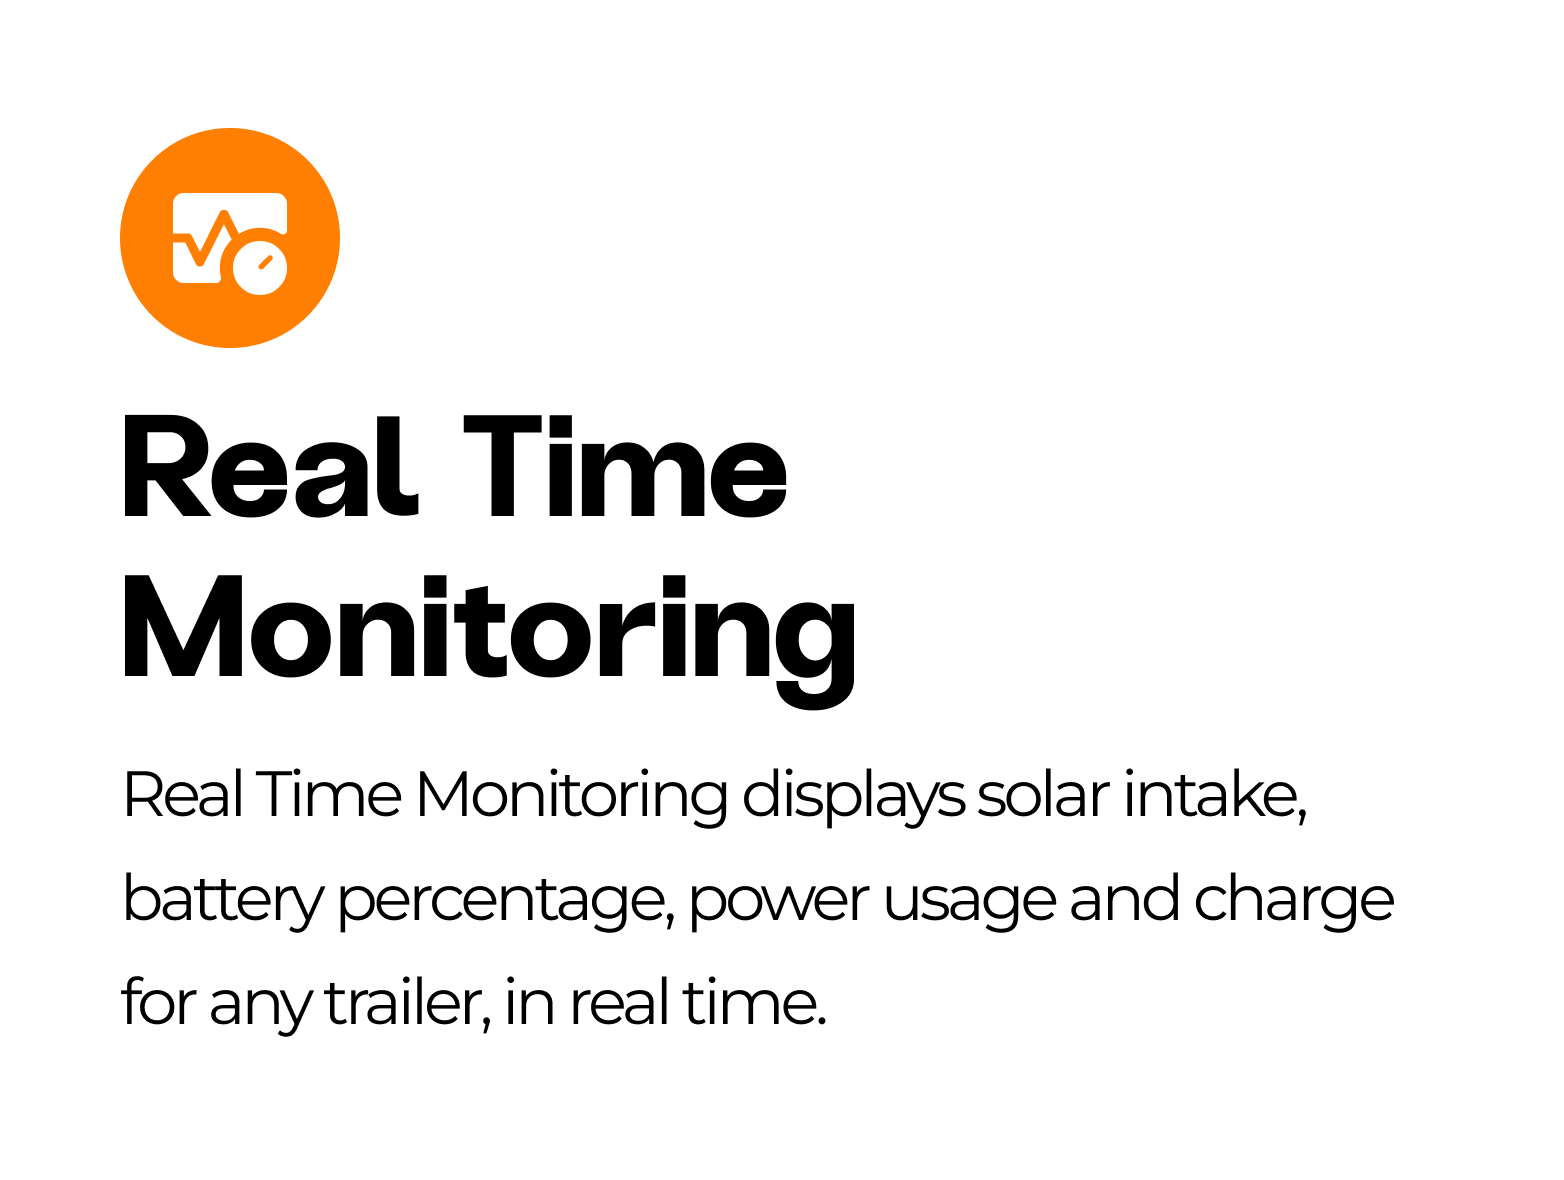 Real Time
Monitoring
Real Time Monitoring displays solar intake,
battery percentage, power usage and charge
for any trailer, in real time.